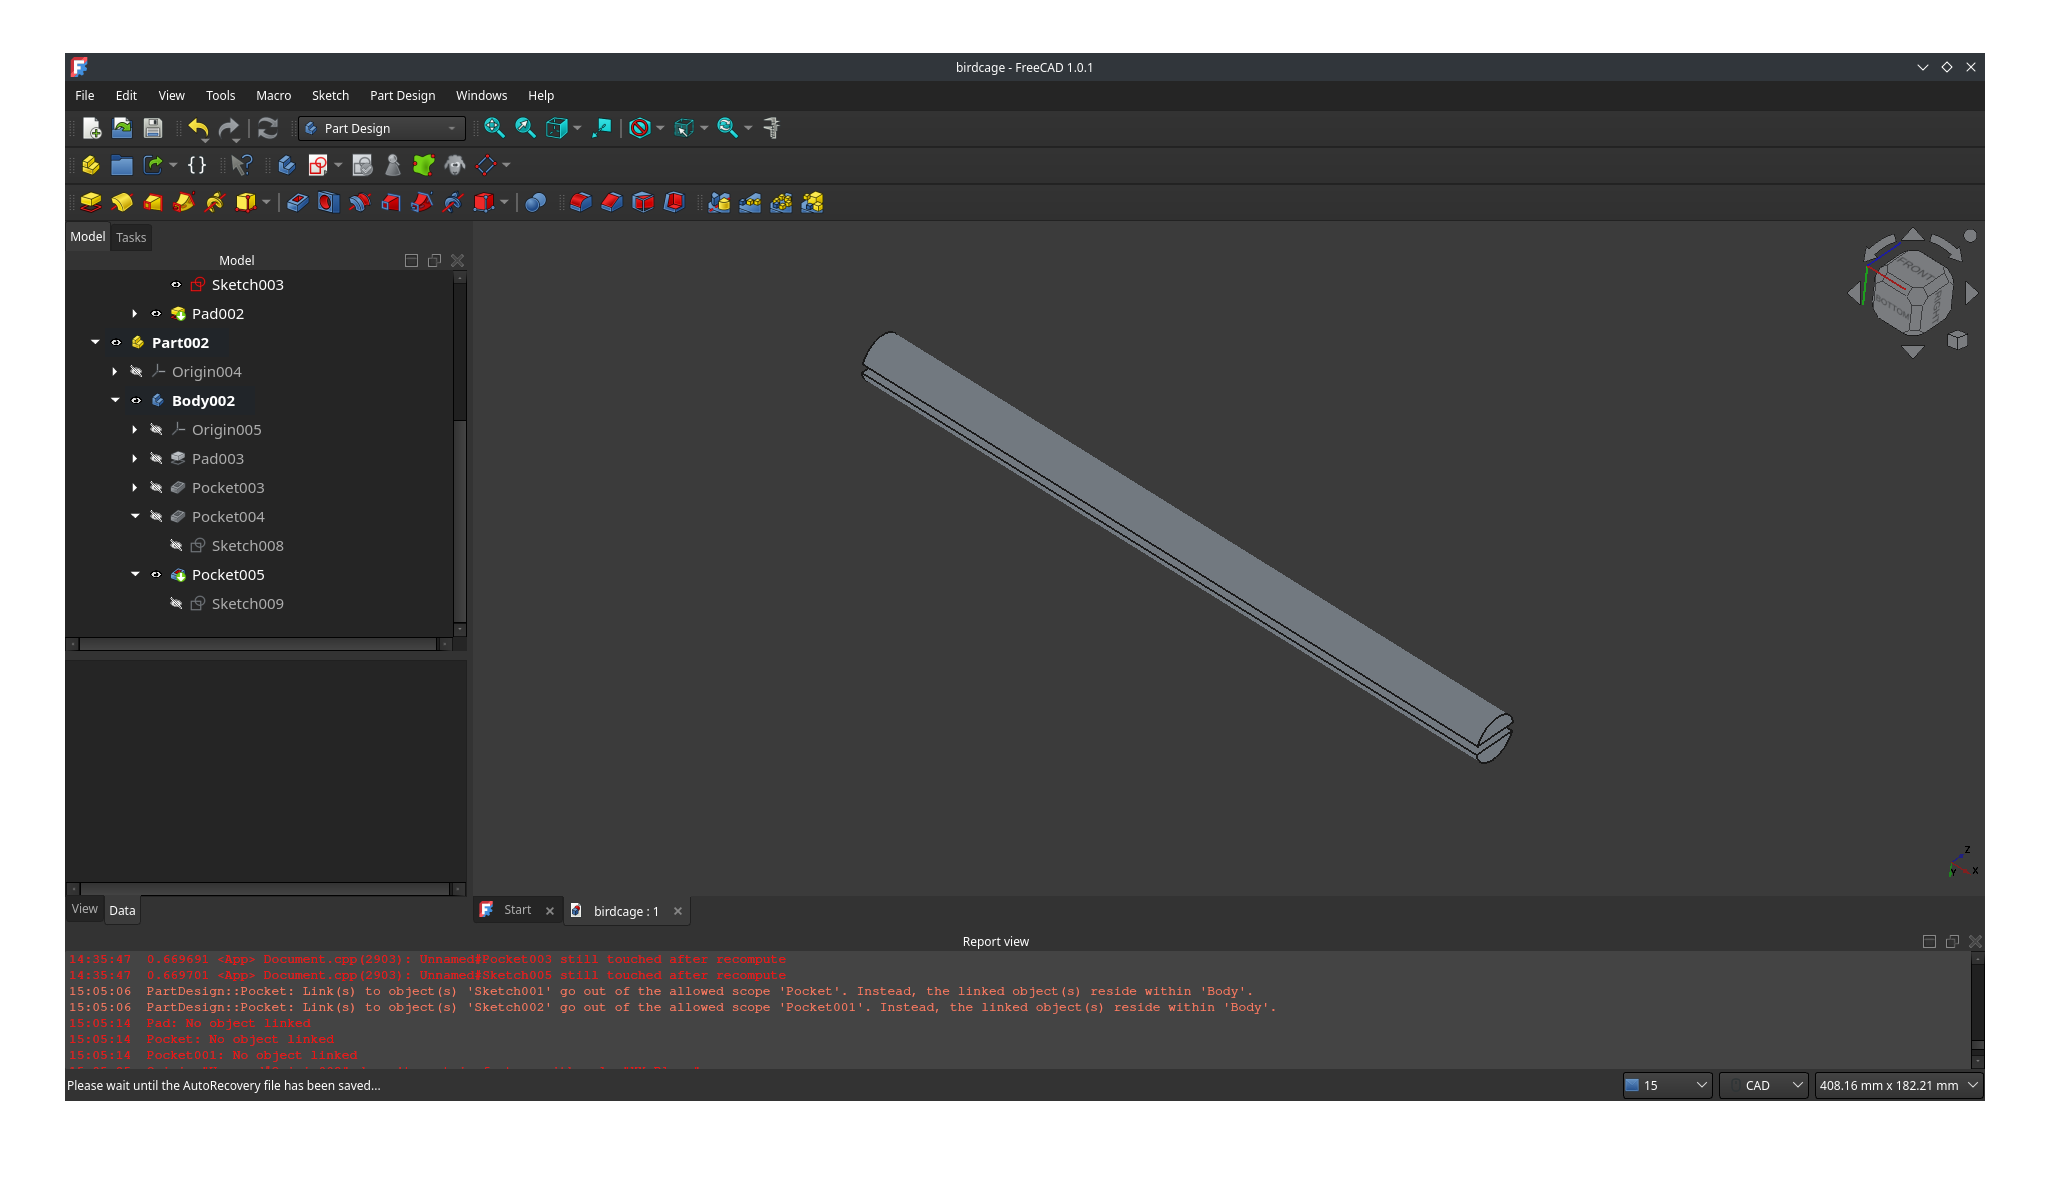 birdcage - FreeCAD 1.0.1
File Edit View Tools Macro Sketch Part Design Windows Help
Part Design
Model Tasks
Model
Sketch003
Pad002
Part002
Origin004
Body002
Origin005
Pad003
Pocket003
Pocket004
Sketch008
Pocket005
Sketch009
FRONT
BOTTOM
RIGHT
Z
Y
X
View Data
Start
birdcage : 1
Report view
14:35:47 0.669691 <App> Document.cpp(2903): Unnamed#Pocket003 still touched after recompute
14:35:47 0.669701 <App> Document.cpp(2903): Unnamed#Sketch005 still touched after recompute
15:05:06 PartDesign::Pocket: Link(s) to object(s) 'Sketch001' go out of the allowed scope 'Pocket'. Instead, the linked object(s) reside within 'Body'.
15:05:06 PartDesign::Pocket: Link(s) to object(s) 'Sketch002' go out of the allowed scope 'Pocket001'. Instead, the linked object(s) reside within 'Body'.
15:05:14 Pad: No object linked
15:05:14 Pocket: No object linked
15:05:14 Pocket001: No object linked
Please wait until the AutoRecovery file has been saved...
15
CAD
408.16 mm x 182.21 mm